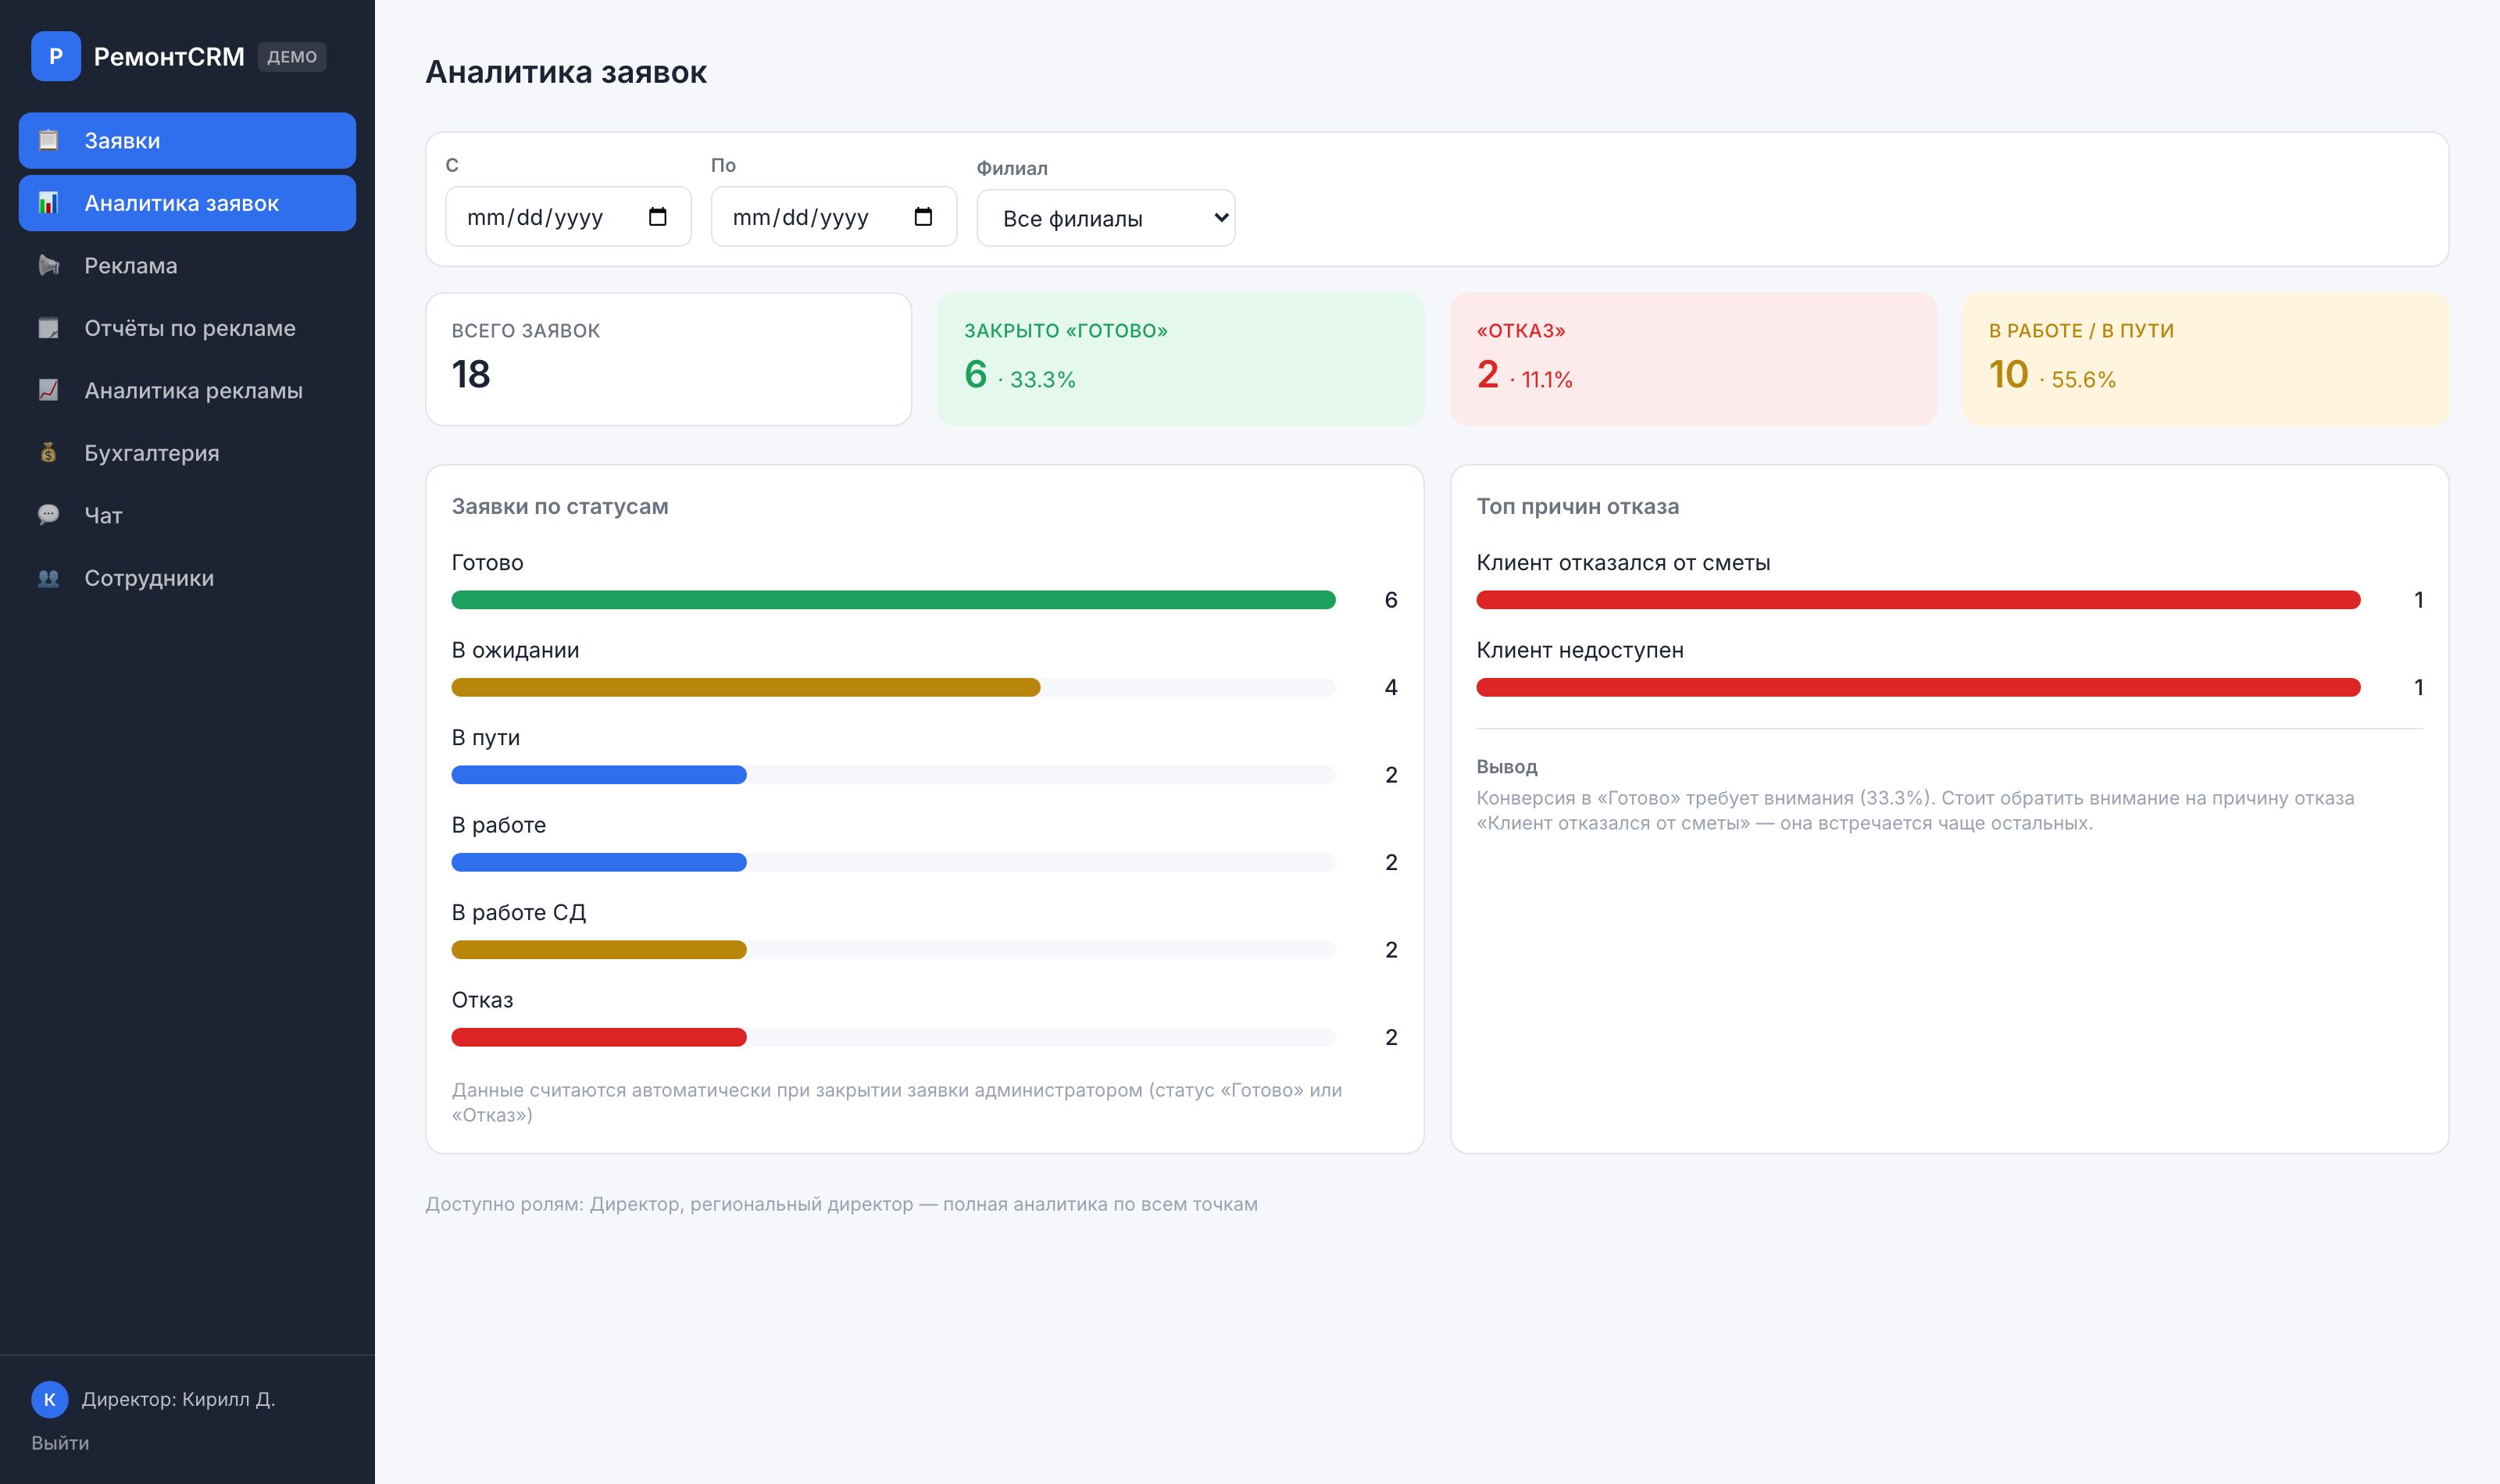 P РемонтCRM ДЕМО
Заявки
Аналитика заявок
Реклама
Отчёты по рекламе
Аналитика рекламы
Бухгалтерия
Чат
Сотрудники
К Директор: Кирилл Д.
Выйти
Аналитика заявок
С По Филиал
mm/dd/yyyy mm/dd/yyyy Все филиалы
ВСЕГО ЗАЯВОК
18
ЗАКРЫТО «ГОТОВО»
6 · 33.3%
«ОТКАЗ»
2 · 11.1%
В РАБОТЕ / В ПУТИ
10 · 55.6%
Заявки по статусам
Готово
6
В ожидании
4
В пути
2
В работе
2
В работе СД
2
Отказ
2
Данные считаются автоматически при закрытии заявки администратором (статус «Готово» или
«Отказ»)
Топ причин отказа
Клиент отказался от сметы
1
Клиент недоступен
1
Вывод
Конверсия в «Готово» требует внимания (33.3%). Стоит обратить внимание на причину отказа
«Клиент отказался от сметы» — она встречается чаще остальных.
Доступно ролям: Директор, региональный директор — полная аналитика по всем точкам